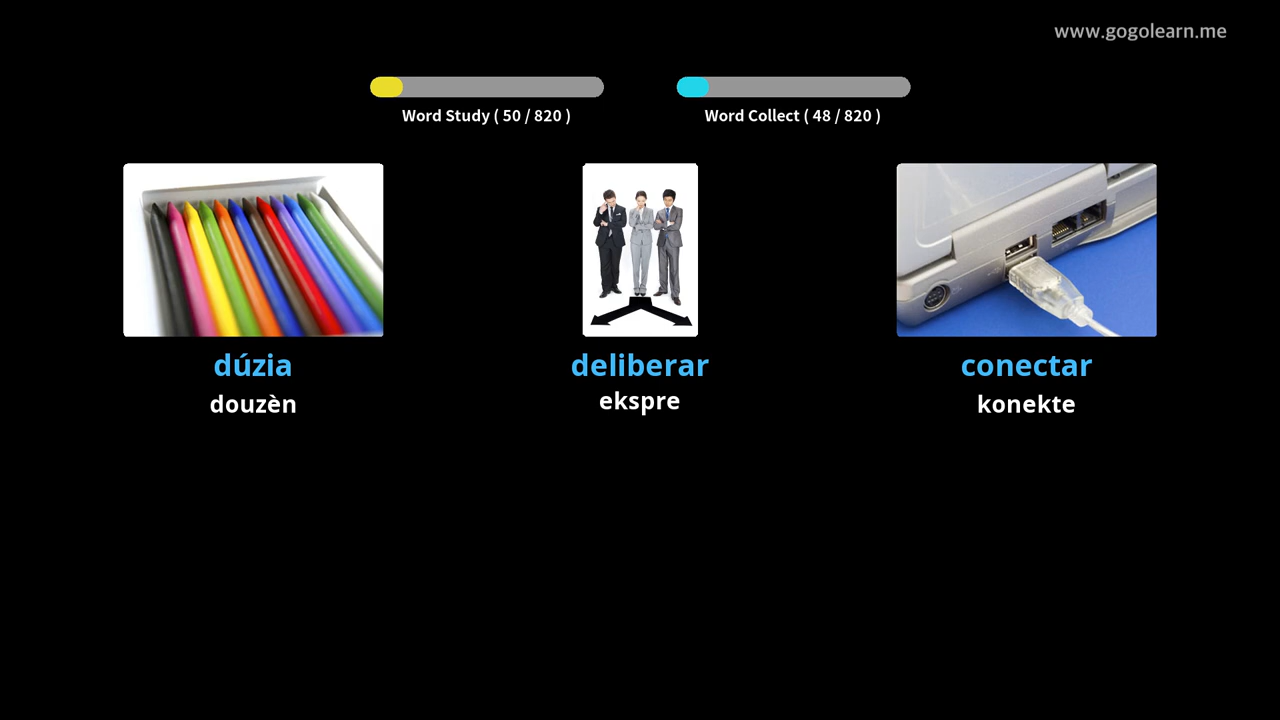 www.gogolearn.me
Word Study ( 50 / 820 )
Word Collect ( 48 / 820 )
dúzia
douzèn
deliberar
ekspre
conectar
konekte